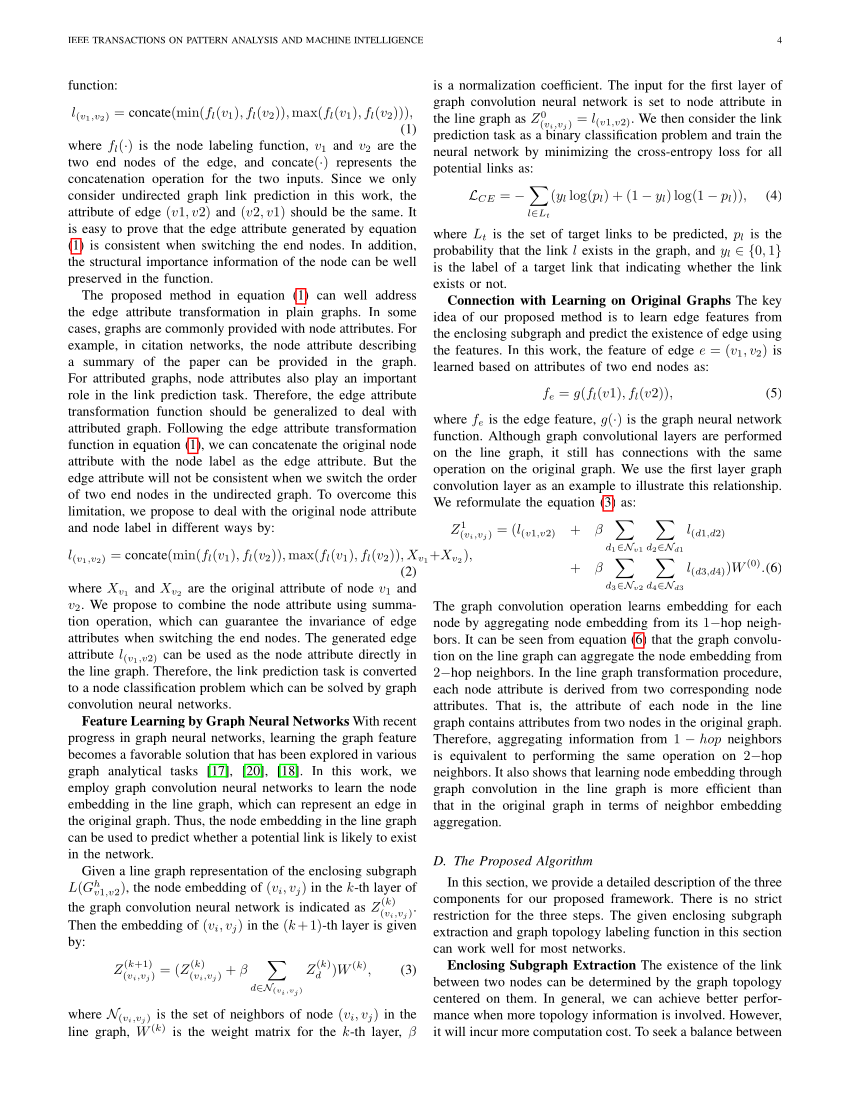 IEEE TRANSACTIONS ON PATTERN ANALYSIS AND MACHINE INTELLIGENCE 4
function:
l_{(v_1,v_2)} = concate(min(f_l(v_1), f_l(v_2)), max(f_l(v_1), f_l(v_2))),
(1)
where f_l(·) is the node labeling function, v_1 and v_2 are the
two end nodes of the edge, and concate(·) represents the
concatenation operation for the two inputs. Since we only
consider undirected graph link prediction in this work, the
attribute of edge (v1, v2) and (v2, v1) should be the same. It
is easy to prove that the edge attribute generated by equation
(1) is consistent when switching the end nodes. In addition,
the structural importance information of the node can be well
preserved in the function.
The proposed method in equation (1) can well address
the edge attribute transformation in plain graphs. In some
cases, graphs are commonly provided with node attributes. For
example, in citation networks, the node attribute describing
a summary of the paper can be provided in the graph.
For attributed graphs, node attributes also play an important
role in the link prediction task. Therefore, the edge attribute
transformation function should be generalized to deal with
attributed graph. Following the edge attribute transformation
function in equation (1), we can concatenate the original node
attribute with the node label as the edge attribute. But the
edge attribute will not be consistent when we switch the order
of two end nodes in the undirected graph. To overcome this
limitation, we propose to deal with the original node attribute
and node label in different ways by:
l_{(v_1,v_2)} = concate(min(f_l(v_1), f_l(v_2)), max(f_l(v_1), f_l(v_2)), X_{v_1}+X_{v_2}),
(2)
where X_{v_1} and X_{v_2} are the original attribute of node v_1 and
v_2. We propose to combine the node attribute using summa-
tion operation, which can guarantee the invariance of edge
attributes when switching the end nodes. The generated edge
attribute l_{(v_1,v2)} can be used as the node attribute directly in
the line graph. Therefore, the link prediction task is converted
to a node classification problem which can be solved by graph
convolution neural networks.
Feature Learning by Graph Neural Networks With recent
progress in graph neural networks, learning the graph feature
becomes a favorable solution that has been explored in various
graph analytical tasks [17], [20], [18]. In this work, we
employ graph convolution neural networks to learn the node
embedding in the line graph, which can represent an edge in
the original graph. Thus, the node embedding in the line graph
can be used to predict whether a potential link is likely to exist
in the network.
Given a line graph representation of the enclosing subgraph
L(G^h_{v1,v2}), the node embedding of (v_i, v_j) in the k-th layer of
the graph convolution neural network is indicated as Z^{(k)}_{(v_i,v_j)}.
Then the embedding of (v_i, v_j) in the (k + 1)-th layer is given
by:
Z^{(k+1)}_{(v_i,v_j)} = (Z^{(k)}_{(v_i,v_j)} + β ∑_{d∈N_{(v_i,v_j)}} Z^{(k)}_d)W^{(k)}, (3)
where N_{(v_i,v_j)} is the set of neighbors of node (v_i, v_j) in the
line graph, W^{(k)} is the weight matrix for the k-th layer, β
is a normalization coefficient. The input for the first layer of
graph convolution neural network is set to node attribute in
the line graph as Z^0_{(v_i,v_j)} = l_{(v1,v2)}. We then consider the link
prediction task as a binary classification problem and train the
neural network by minimizing the cross-entropy loss for all
potential links as:
L_{CE} = − ∑_{l∈L_t} (y_l log(p_l) + (1 − y_l) log(1 − p_l)), (4)
where L_t is the set of target links to be predicted, p_l is the
probability that the link l exists in the graph, and y_l ∈ {0, 1}
is the label of a target link that indicating whether the link
exists or not.
Connection with Learning on Original Graphs The key
idea of our proposed method is to learn edge features from
the enclosing subgraph and predict the existence of edge using
the features. In this work, the feature of edge e = (v_1, v_2) is
learned based on attributes of two end nodes as:
f_e = g(f_l(v1), f_l(v2)), (5)
where f_e is the edge feature, g(·) is the graph neural network
function. Although graph convolutional layers are performed
on the line graph, it still has connections with the same
operation on the original graph. We use the first layer graph
convolution layer as an example to illustrate this relationship.
We reformulate the equation (3) as:
Z^1_{(v_i,v_j)} = (l_{(v1,v2)} + β ∑_{d_1∈N_{v1}} ∑_{d_2∈N_{d1}} l_{(d1,d2)}
+ β ∑_{d_3∈N_{v2}} ∑_{d_4∈N_{d3}} l_{(d3,d4)})W^{(0)}.(6)
The graph convolution operation learns embedding for each
node by aggregating node embedding from its 1−hop neigh-
bors. It can be seen from equation (6) that the graph convolu-
tion on the line graph can aggregate the node embedding from
2−hop neighbors. In the line graph transformation procedure,
each node attribute is derived from two corresponding node
attributes. That is, the attribute of each node in the line
graph contains attributes from two nodes in the original graph.
Therefore, aggregating information from 1 − hop neighbors
is equivalent to performing the same operation on 2−hop
neighbors. It also shows that learning node embedding through
graph convolution in the line graph is more efficient than
that in the original graph in terms of neighbor embedding
aggregation.
D. The Proposed Algorithm
In this section, we provide a detailed description of the three
components for our proposed framework. There is no strict
restriction for the three steps. The given enclosing subgraph
extraction and graph topology labeling function in this section
can work well for most networks.
Enclosing Subgraph Extraction The existence of the link
between two nodes can be determined by the graph topology
centered on them. In general, we can achieve better perfor-
mance when more topology information is involved. However,
it will incur more computation cost. To seek a balance between